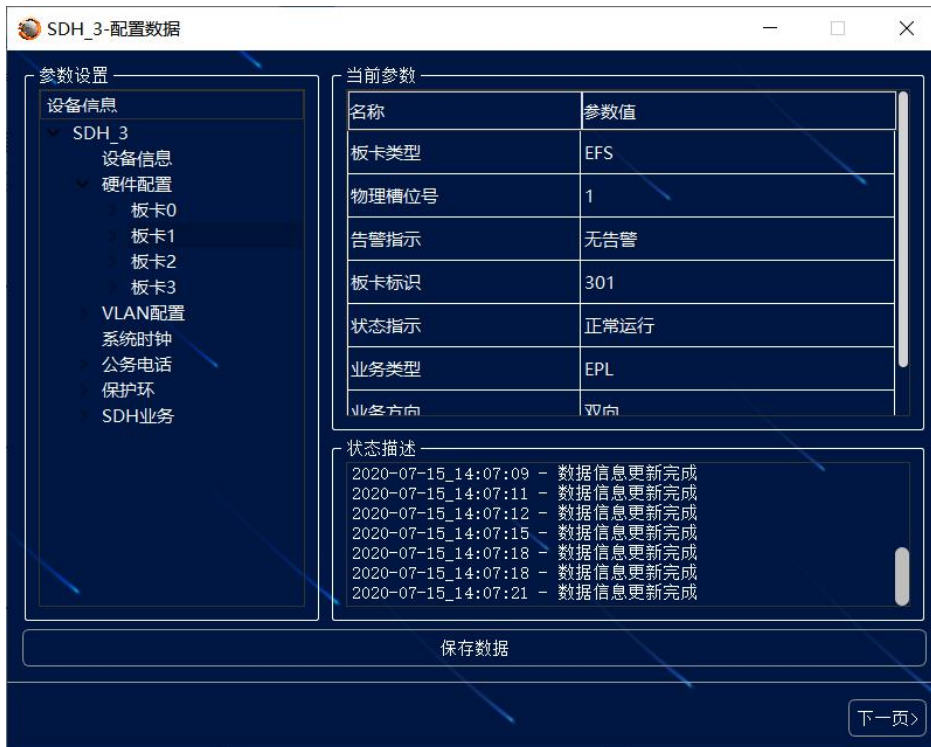 SDH_3-配置数据
参数设置
设备信息
SDH_3
设备信息
硬件配置
板卡0
板卡1
板卡2
板卡3
VLAN配置
系统时钟
公务电话
保护环
SDH业务
当前参数
名称 参数值
板卡类型 EFS
物理槽位号 1
告警指示 无告警
板卡标识 301
状态指示 正常运行
业务类型 EPL
业务方向 双向
状态描述
2020-07-15_14:07:09 - 数据信息更新完成
2020-07-15_14:07:11 - 数据信息更新完成
2020-07-15_14:07:12 - 数据信息更新完成
2020-07-15_14:07:15 - 数据信息更新完成
2020-07-15_14:07:18 - 数据信息更新完成
2020-07-15_14:07:18 - 数据信息更新完成
2020-07-15_14:07:21 - 数据信息更新完成
保存数据
下一页>